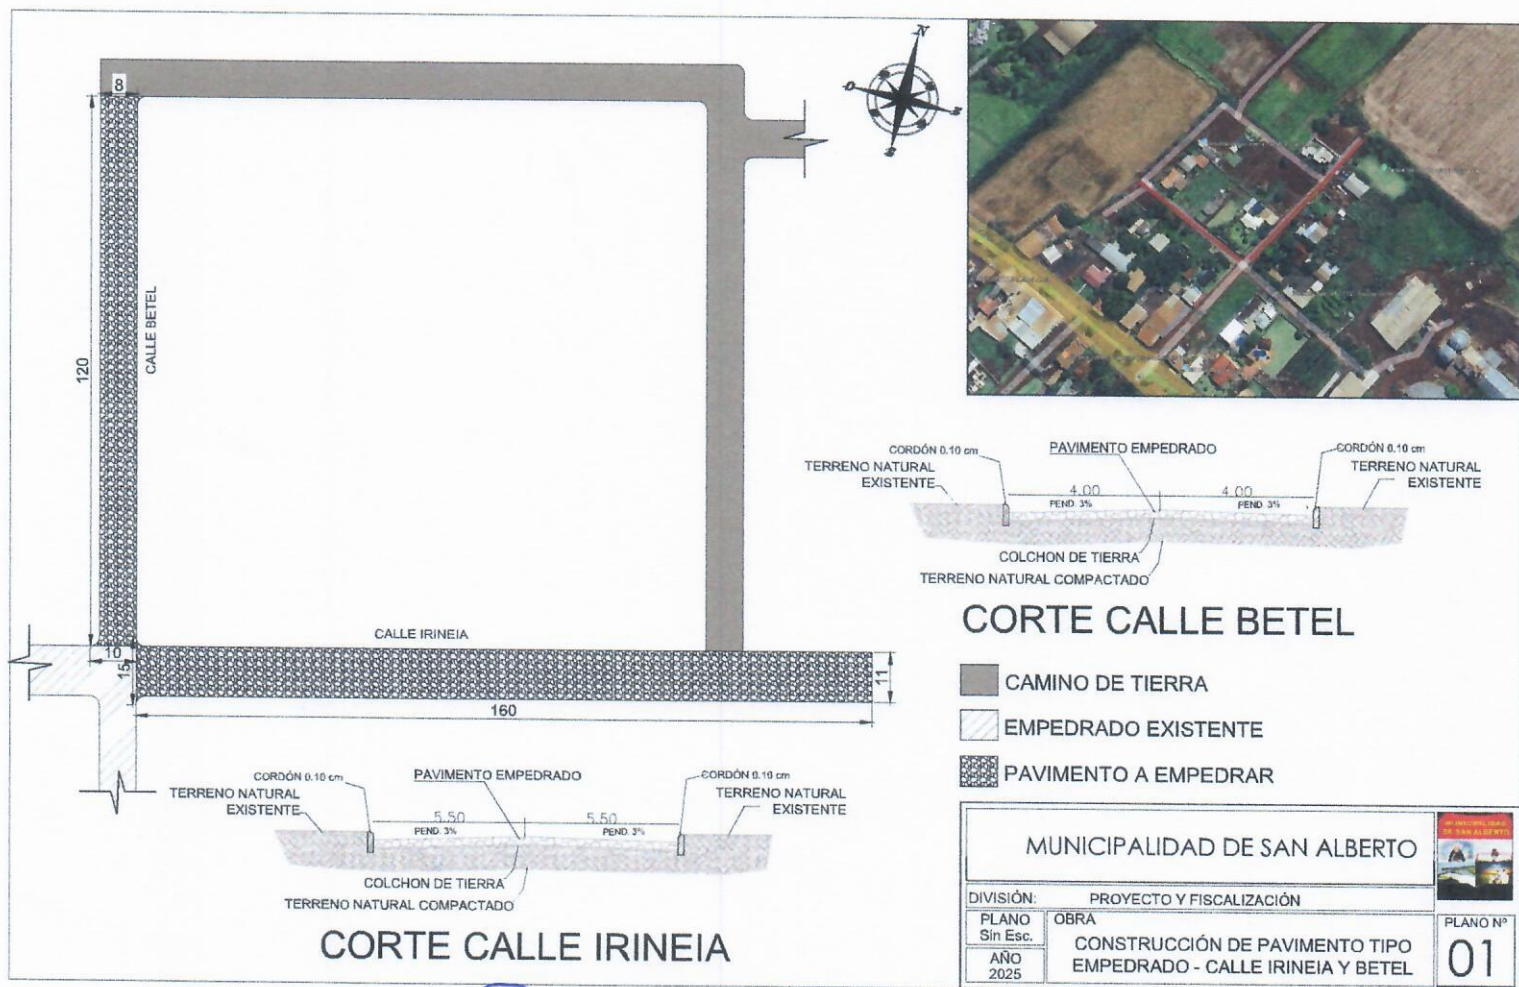 8
120
CALLE BETEL
CALLE IRINEIA
10
15
11
160
N
O
S
CORDÓN 0.10 cm
PAVIMENTO EMPEDRADO
CORDÓN 0.10 cm
TERRENO NATURAL
EXISTENTE
TERRENO NATURAL
EXISTENTE
4.00
4.00
PEND. 3%
PEND. 3%
COLCHON DE TIERRA
TERRENO NATURAL COMPACTADO
CORTE CALLE BETEL
CAMINO DE TIERRA
EMPEDRADO EXISTENTE
PAVIMENTO A EMPEDRAR
CORDÓN 0.10 cm
PAVIMENTO EMPEDRADO
CORDÓN 0.10 cm
TERRENO NATURAL
EXISTENTE
TERRENO NATURAL
EXISTENTE
5.50
5.50
PEND. 3%
PEND. 3%
COLCHON DE TIERRA
TERRENO NATURAL COMPACTADO
CORTE CALLE IRINEIA
MUNICIPALIDAD DE SAN ALBERTO
MUNICIPALIDAD
DE SAN ALBERTO
DIVISIÓN: PROYECTO Y FISCALIZACIÓN
PLANO
Sin Esc.
AÑO
2025
OBRA
CONSTRUCCIÓN DE PAVIMENTO TIPO
EMPEDRADO - CALLE IRINEIA Y BETEL
PLANO Nº
01